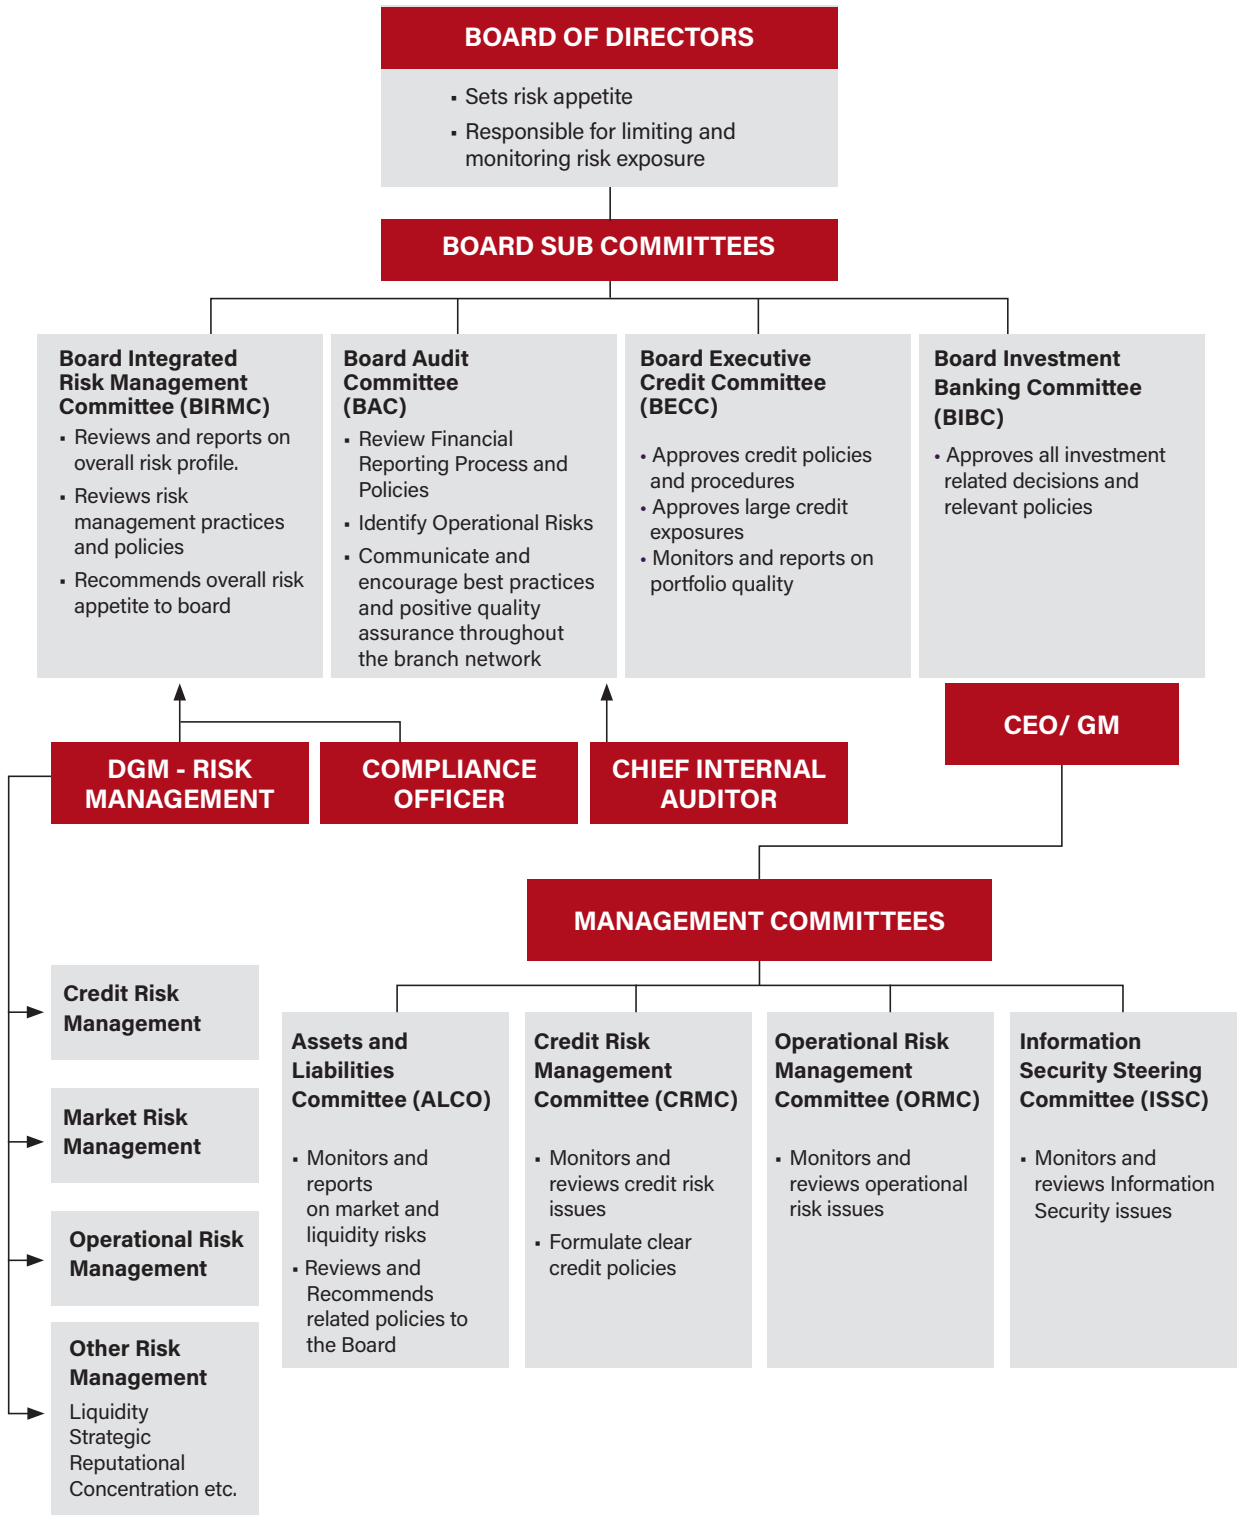 BOARD OF DIRECTORS
▪ Sets risk appetite
▪ Responsible for limiting and
monitoring risk exposure
BOARD SUB COMMITTEES
Board Integrated
Risk Management
Committee (BIRMC)
▪ Reviews and reports on
overall risk profile.
▪ Reviews risk
management practices
and policies
▪ Recommends overall risk
appetite to board
Board Audit
Committee
(BAC)
▪ Review Financial
Reporting Process and
Policies
▪ Identify Operational Risks
▪ Communicate and
encourage best practices
and positive quality
assurance throughout
the branch network
Board Executive
Credit Committee
(BECC)
• Approves credit policies
and procedures
• Approves large credit
exposures
• Monitors and reports on
portfolio quality
Board Investment
Banking Committee
(BIBC)
• Approves all investment
related decisions and
relevant policies
CEO/ GM
DGM - RISK
MANAGEMENT
COMPLIANCE
OFFICER
CHIEF INTERNAL
AUDITOR
MANAGEMENT COMMITTEES
Credit Risk
Management
Market Risk
Management
Operational Risk
Management
Other Risk
Management
Liquidity
Strategic
Reputational
Concentration etc.
Assets and
Liabilities
Committee (ALCO)
▪ Monitors and
reports
on market and
liquidity risks
▪ Reviews and
Recommends
related policies to
the Board
Credit Risk
Management
Committee (CRMC)
▪ Monitors and
reviews credit risk
issues
▪ Formulate clear
credit policies
Operational Risk
Management
Committee (ORMC)
▪ Monitors and
reviews operational
risk issues
Information
Security Steering
Committee (ISSC)
▪ Monitors and
reviews Information
Security issues